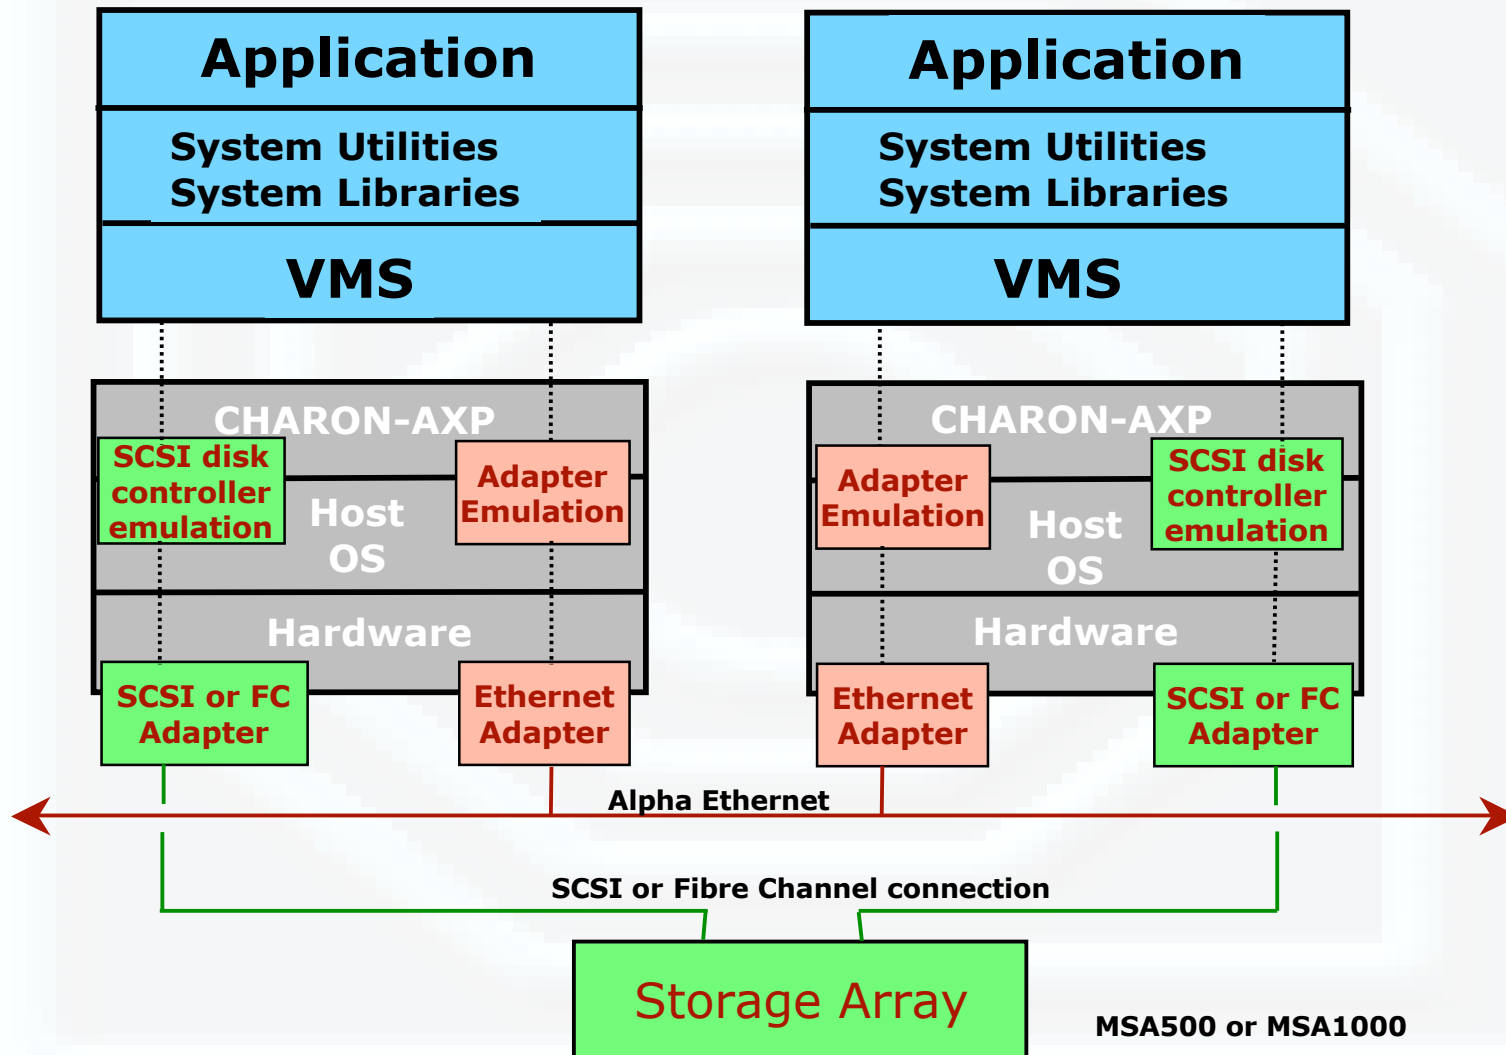 Application
System Utilities
System Libraries
VMS
CHARON-AXP
SCSI disk
controller
emulation
Adapter
Emulation
Host
OS
Hardware
SCSI or FC
Adapter
Ethernet
Adapter
Application
System Utilities
System Libraries
VMS
CHARON-AXP
Adapter
Emulation
SCSI disk
controller
emulation
Host
OS
Hardware
Ethernet
Adapter
SCSI or FC
Adapter
Alpha Ethernet
SCSI or Fibre Channel connection
Storage Array
MSA500 or MSA1000